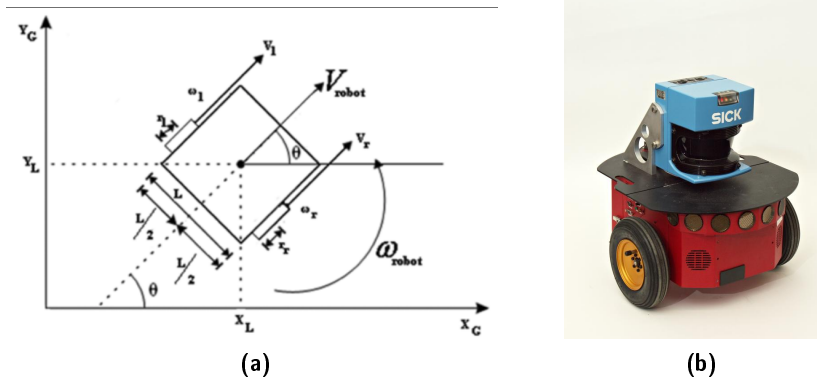 Y_G
V_l
ω_l
V_robot
r_l
V_r
θ
Y_L
L
L/2
ω_r
r_r
L/2
ω_robot
θ
X_L
X_G
SICK
(a)
(b)